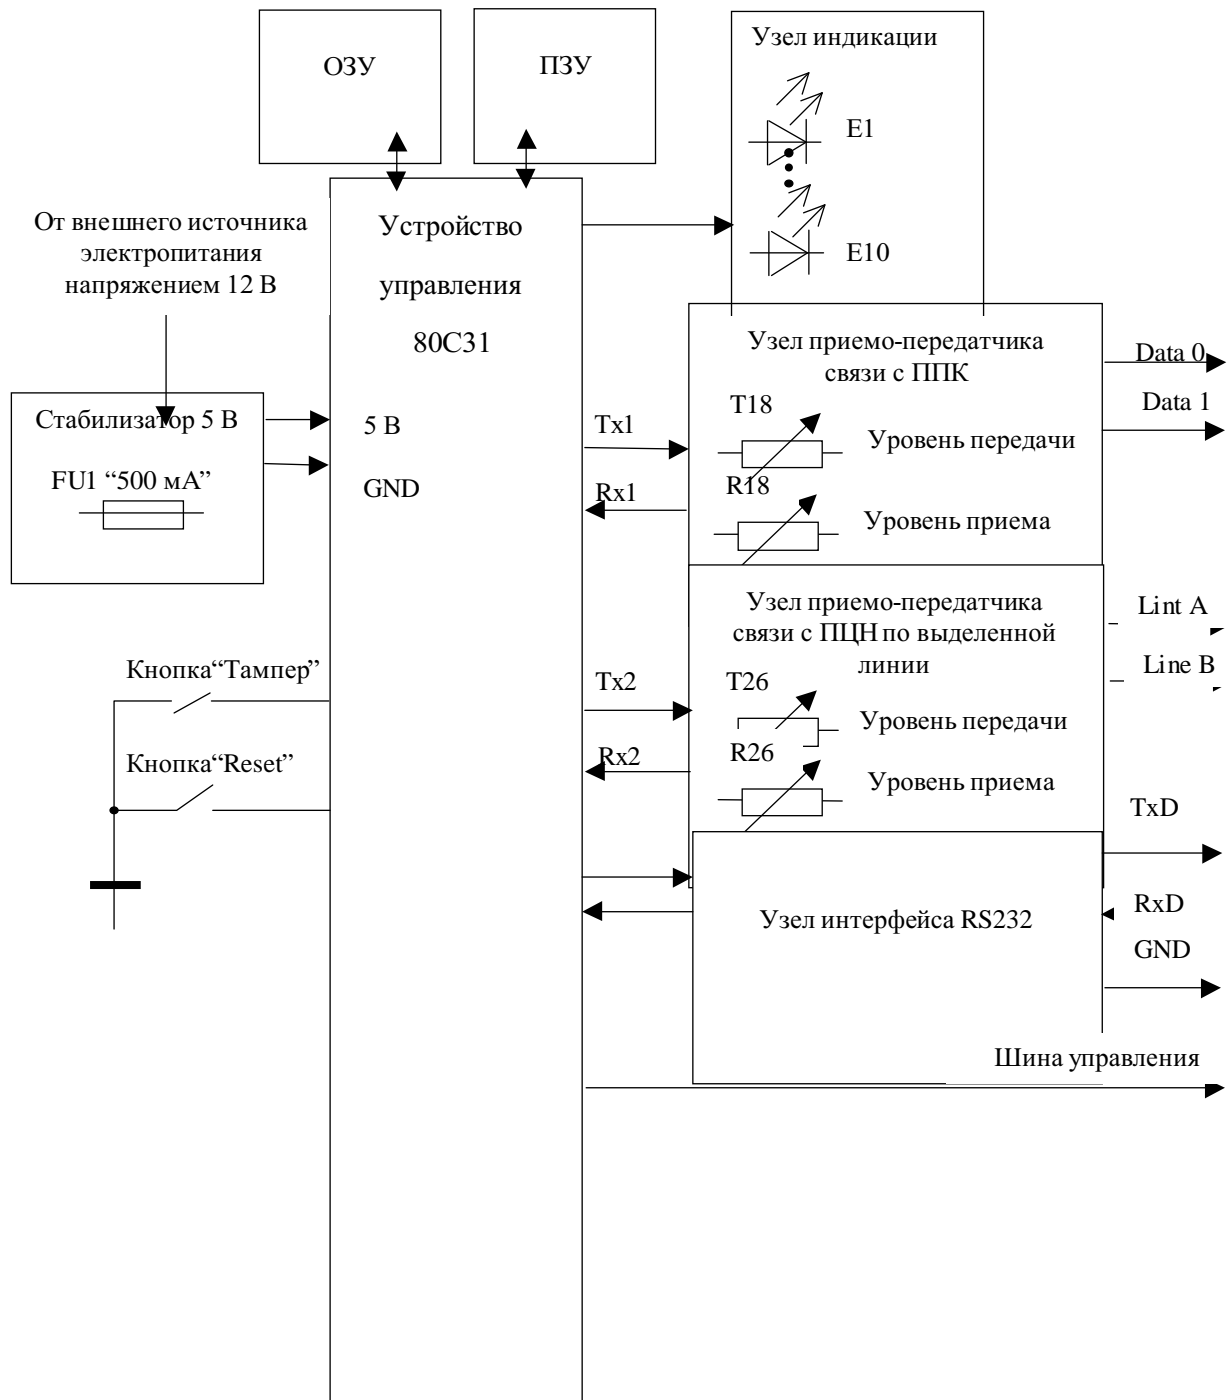 ОЗУ
ПЗУ
Узел индикации
E1
E10
От внешнего источника
электропитания
напряжением 12 В
Устройство
управления
80C31
Стабилизатор 5 В
FU1 “500 мА”
5 В
GND
Tx1
Rx1
Узел приемо-передатчика
связи с ППК
T18
Уровень передачи
R18
Уровень приема
Data 0
Data 1
Узел приемо-передатчика
связи с ПЦН по выделенной
линии
Lint A
Line B
Кнопка“Тампер”
Кнопка“Reset”
Tx2
Rx2
T26
Уровень передачи
R26
Уровень приема
TxD
Узел интерфейса RS232
RxD
GND
Шина управления